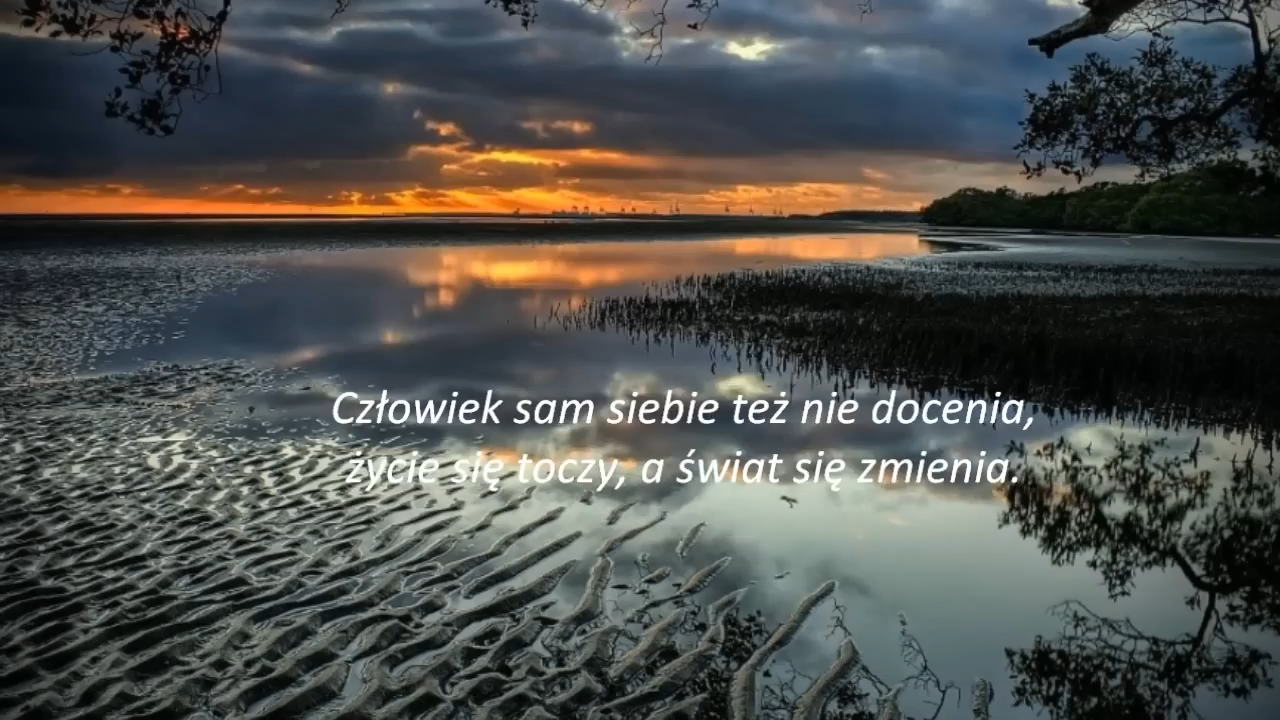 Człowiek sam siebie też nie docenia,
życie się toczy, a świat się zmienia.